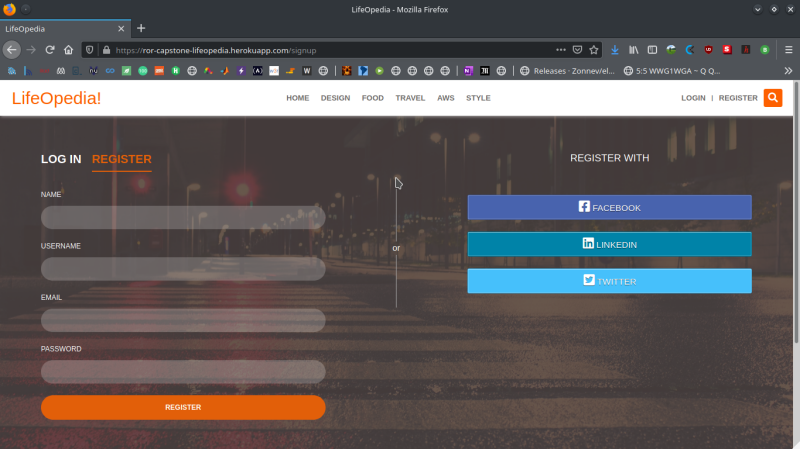 LifeOpedia - Mozilla Firefox
LifeOpedia
https://ror-capstone-lifeopedia.herokuapp.com/signup
Releases · Zonnev/el...
5:5 WWG1WGA ~ Q Q...
LifeOpedia!
HOME DESIGN FOOD TRAVEL AWS STYLE
LOGIN | REGISTER
LOG IN REGISTER
NAME
USERNAME
EMAIL
PASSWORD
REGISTER
or
REGISTER WITH
FACEBOOK
LINKEDIN
TWITTER